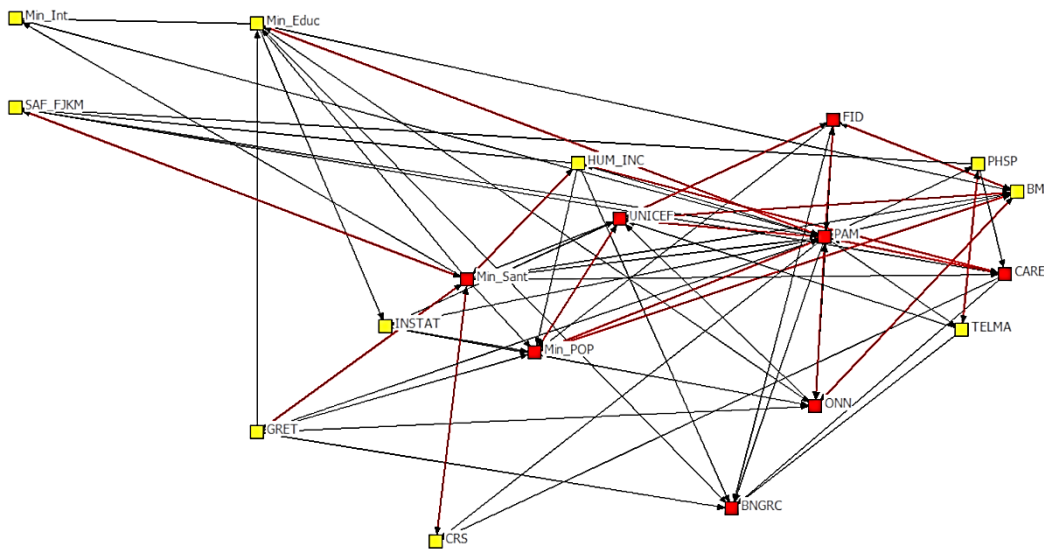 Min_Int
Min_Educ
SAF_FJKM
FID
HUM_INC
PHSP
BM
UNICEF
PAM
Min_Sant
CARE
INSTAT
TELMA
Min_POP
ONN
GRET
BNGRC
CRS